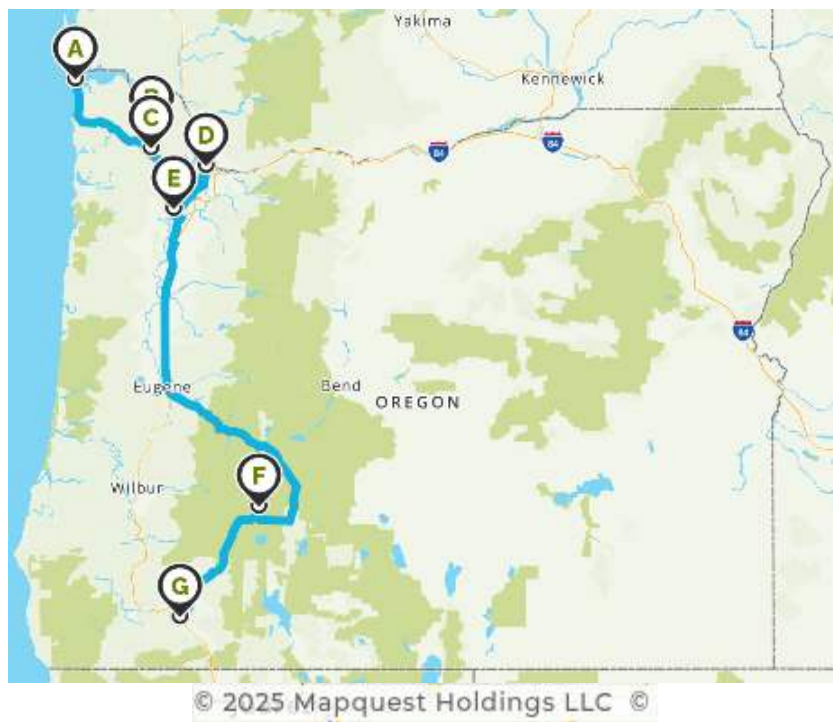 Yakima
A
Kennewick
C
D
84
84
E
84
Eugene
Bend
OREGON
F
Wilbur
G
© 2025 Mapquest Holdings LLC ©